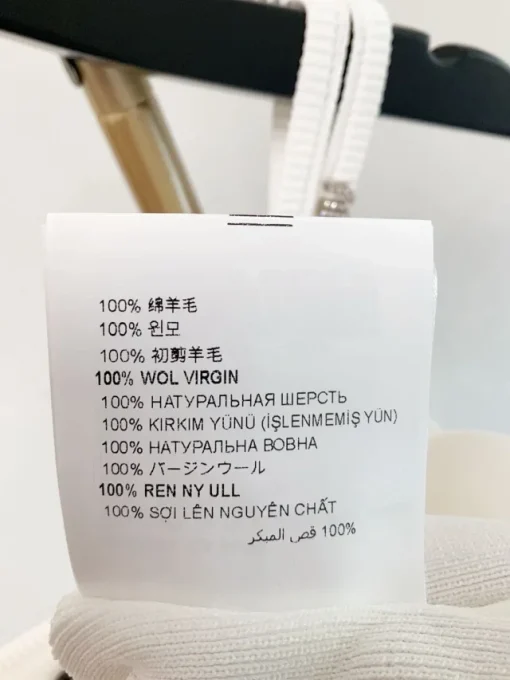 100% 绵羊毛
100% 윈모
100% 初剪羊毛
100% WOL VIRGIN
100% НАТУРАЛЬНАЯ ШЕРСТЬ
100% KIRKIM YÜNÜ (İŞLENMEMİŞ YÜN)
100% НАТУРАЛЬНА ВОВНА
100% バージンウール
100% REN NY ULL
100% SỢI LÊN NGUYÊN CHẤT
100% قص المبكر